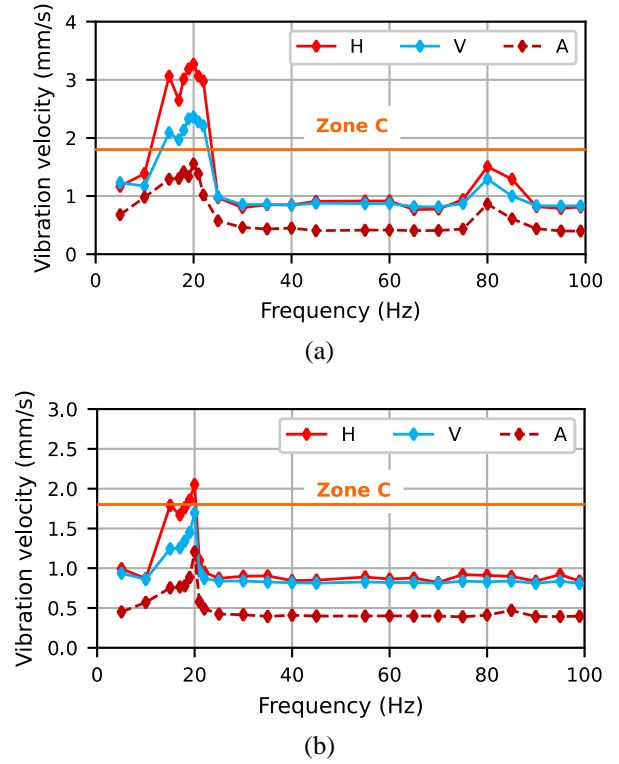 4
3
2
1
0
Vibration velocity (mm/s)
H V A
Zone C
0 20 40 60 80 100
Frequency (Hz)
(a)
3.0
2.5
2.0
1.5
1.0
0.5
0.0
Vibration velocity (mm/s)
H V A
Zone C
0 20 40 60 80 100
Frequency (Hz)
(b)